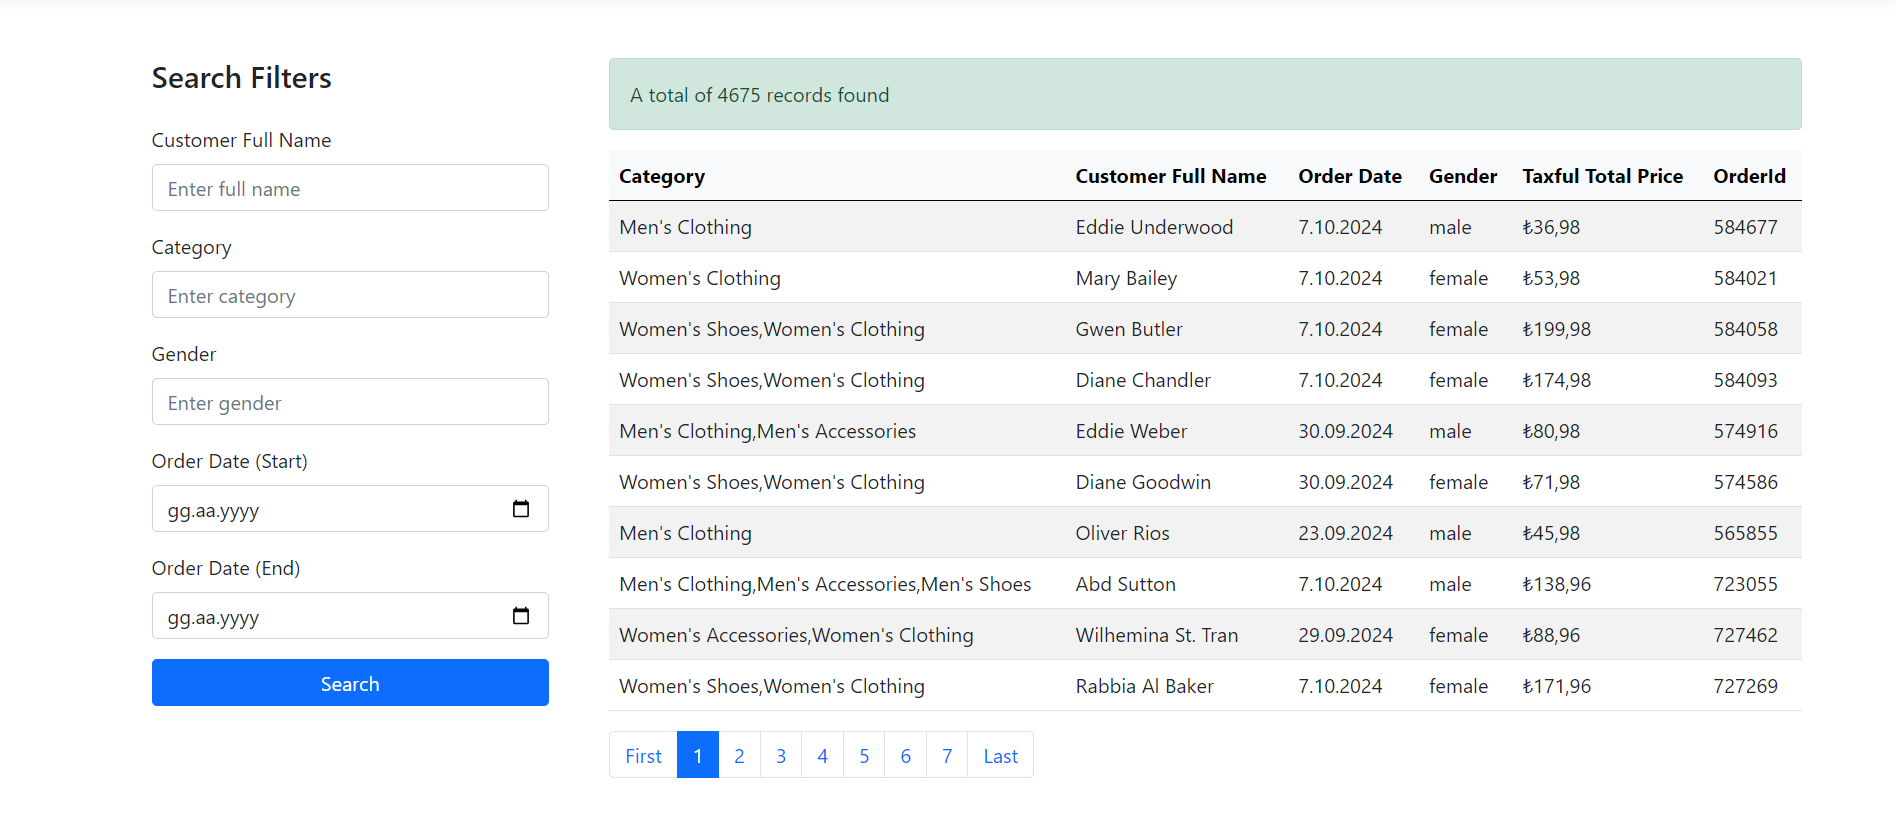 Search Filters
Customer Full Name
Enter full name
Category
Enter category
Gender
Enter gender
Order Date (Start)
gg.aa.yyyy
Order Date (End)
gg.aa.yyyy
Search
A total of 4675 records found
Category Customer Full Name Order Date Gender Taxful Total Price OrderId
Men's Clothing Eddie Underwood 7.10.2024 male ₺36,98 584677
Women's Clothing Mary Bailey 7.10.2024 female ₺53,98 584021
Women's Shoes,Women's Clothing Gwen Butler 7.10.2024 female ₺199,98 584058
Women's Shoes,Women's Clothing Diane Chandler 7.10.2024 female ₺174,98 584093
Men's Clothing,Men's Accessories Eddie Weber 30.09.2024 male ₺80,98 574916
Women's Shoes,Women's Clothing Diane Goodwin 30.09.2024 female ₺71,98 574586
Men's Clothing Oliver Rios 23.09.2024 male ₺45,98 565855
Men's Clothing,Men's Accessories,Men's Shoes Abd Sutton 7.10.2024 male ₺138,96 723055
Women's Accessories,Women's Clothing Wilhemina St. Tran 29.09.2024 female ₺88,96 727462
Women's Shoes,Women's Clothing Rabbia Al Baker 7.10.2024 female ₺171,96 727269
First 1 2 3 4 5 6 7 Last